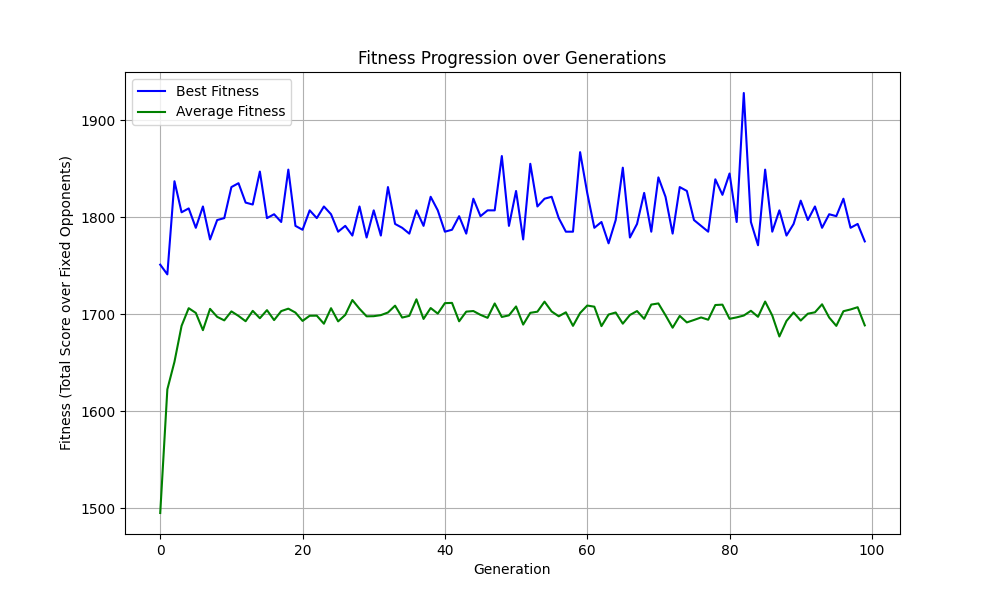 Fitness Progression over Generations
Best Fitness
Average Fitness
Fitness (Total Score over Fixed Opponents)
1900
1800
1700
1600
1500
0 20 40 60 80 100
Generation